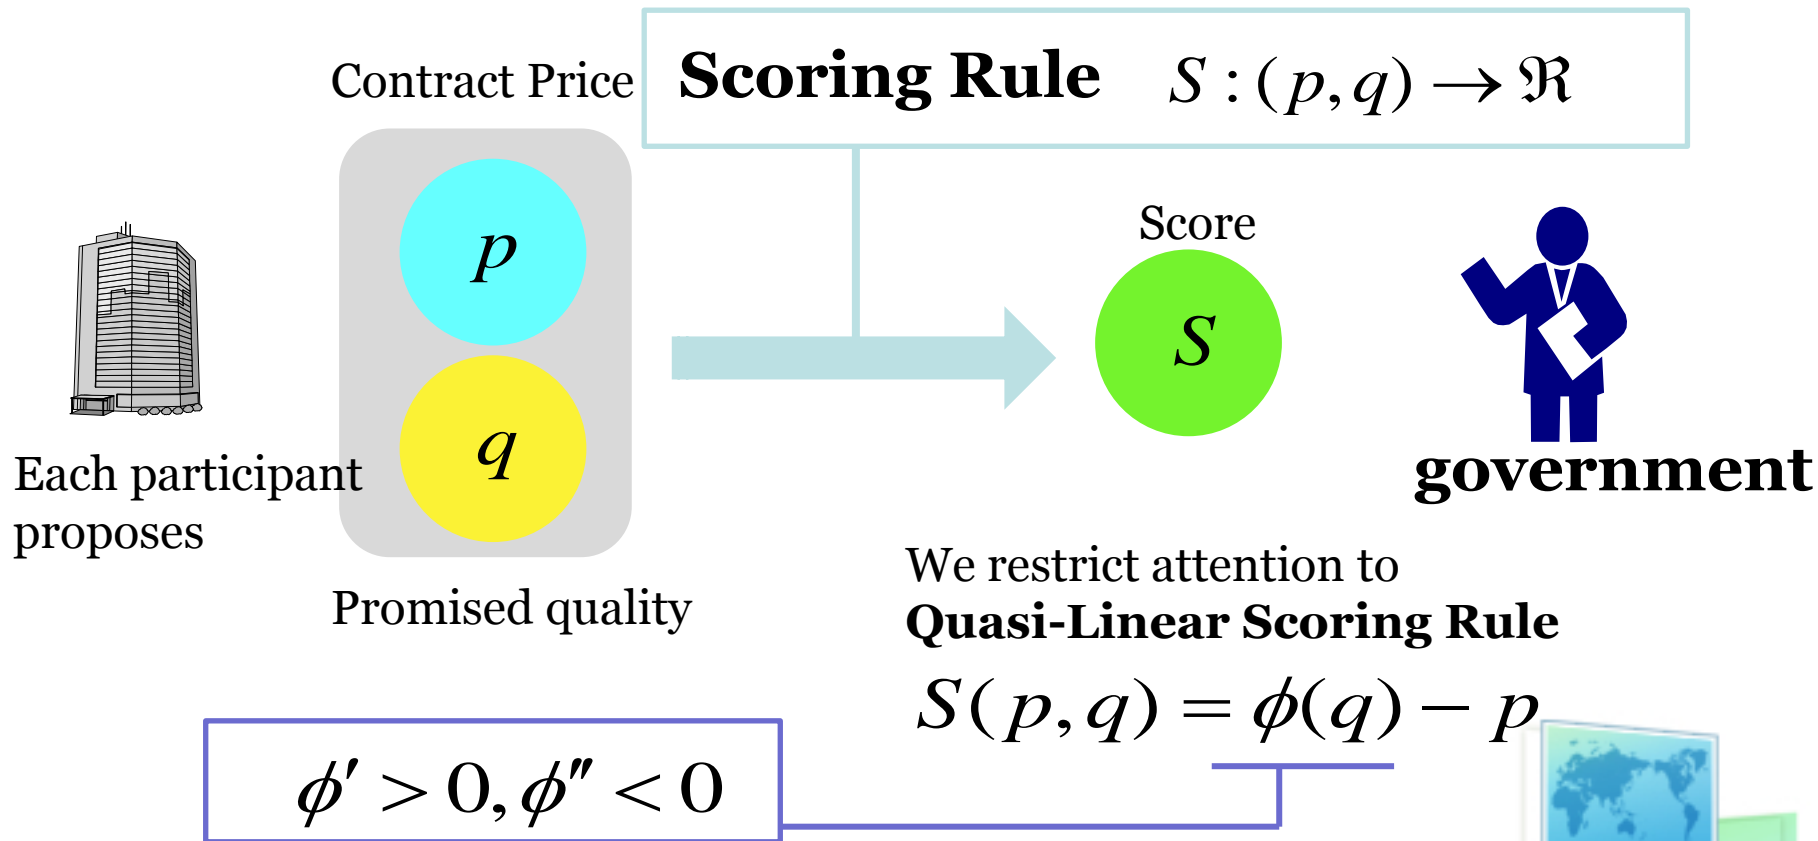 Contract Price
Scoring Rule S : (p, q) → ℜ
p
Score
S
q
Each participant
proposes
government
Promised quality
We restrict attention to
Quasi-Linear Scoring Rule
S(p, q) = ϕ(q) − p
ϕ′ > 0, ϕ″ < 0